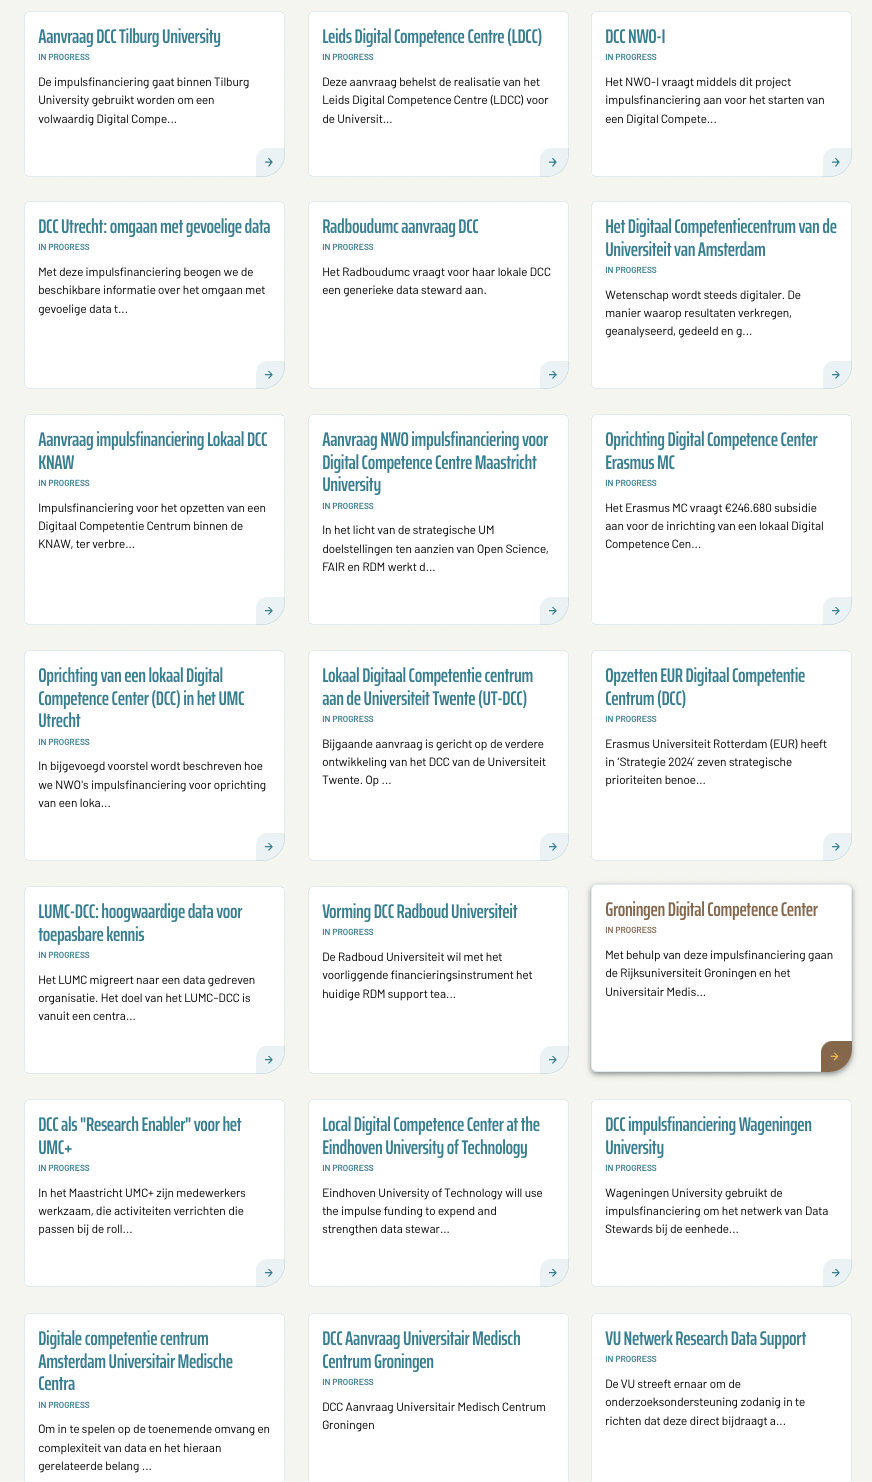 Aanvraag DCC Tilburg University
IN PROGRESS
De impulsfinanciering gaat binnen Tilburg
University gebruikt worden om een
volwaardig Digital Compe...
Leids Digital Competence Centre (LDCC)
IN PROGRESS
Deze aanvraag behelst de realisatie van het
Leids Digital Competence Centre (LDCC) voor
de Universit...
DCC NWO-I
IN PROGRESS
Het NWO-I vraagt middels dit project
impulsfinanciering aan voor het starten van
een Digital Compete...
DCC Utrecht: omgaan met gevoelige data
IN PROGRESS
Met deze impulsfinanciering beogen we de
beschikbare informatie over het omgaan met
gevoelige data t...
Radboudumc aanvraag DCC
IN PROGRESS
Het Radboudumc vraagt voor haar lokale DCC
een generieke data steward aan.
Het Digitaal Competentiecentrum van de
Universiteit van Amsterdam
IN PROGRESS
Wetenschap wordt steeds digitaler. De
manier waarop resultaten verkregen,
geanalyseerd, gedeeld en g...
Aanvraag impulsfinanciering Lokaal DCC
KNAW
IN PROGRESS
Impulsfinanciering voor het opzetten van een
Digitaal Competentie Centrum binnen de
KNAW, ter verbre...
Aanvraag NWO impulsfinanciering voor
Digital Competence Centre Maastricht
University
IN PROGRESS
In het licht van de strategische UM
doelstellingen ten aanzien van Open Science,
FAIR en RDM werkt d...
Oprichting Digital Competence Center
Erasmus MC
IN PROGRESS
Het Erasmus MC vraagt €246.680 subsidie
aan voor de inrichting van een lokaal Digital
Competence Cen...
Oprichting van een lokaal Digital
Competence Center (DCC) in het UMC
Utrecht
IN PROGRESS
In bijgevoegd voorstel wordt beschreven hoe
we NWO's impulsfinanciering voor oprichting
van een loka...
Lokaal Digitaal Competentie centrum
aan de Universiteit Twente (UT-DCC)
IN PROGRESS
Bijgaande aanvraag is gericht op de verdere
ontwikkeling van het DCC van de Universiteit
Twente. Op ...
Opzetten EUR Digitaal Competentie
Centrum (DCC)
IN PROGRESS
Erasmus Universiteit Rotterdam (EUR) heeft
in ‘Strategie 2024’ zeven strategische
prioriteiten benoe...
LUMC-DCC: hoogwaardige data voor
toepasbare kennis
IN PROGRESS
Het LUMC migreert naar een data gedreven
organisatie. Het doel van het LUMC-DCC is
vanuit een centra...
Vorming DCC Radboud Universiteit
IN PROGRESS
De Radboud Universiteit wil met het
voorliggende financieringsinstrument het
huidige RDM support tea...
Groningen Digital Competence Center
IN PROGRESS
Met behulp van deze impulsfinanciering gaan
de Rijksuniversiteit Groningen en het
Universitair Medis...
DCC als "Research Enabler" voor het
UMC+
IN PROGRESS
In het Maastricht UMC+ zijn medewerkers
werkzaam, die activiteiten verrichten die
passen bij de roll...
Local Digital Competence Center at the
Eindhoven University of Technology
IN PROGRESS
Eindhoven University of Technology will use
the impulse funding to expend and
strengthen data stewar...
DCC impulsfinanciering Wageningen
University
IN PROGRESS
Wageningen University gebruikt de
impulsfinanciering om het netwerk van Data
Stewards bij de eenhede...
Digitale competentie centrum
Amsterdam Universitair Medische
Centra
IN PROGRESS
Om in te spelen op de toenemende omvang en
complexiteit van data en het hieraan
gerelateerde belang ...
DCC Aanvraag Universitair Medisch
Centrum Groningen
IN PROGRESS
DCC Aanvraag Universitair Medisch Centrum
Groningen
VU Netwerk Research Data Support
IN PROGRESS
De VU streeft ernaar om de
onderzoeksondersteuning zodanig in te
richten dat deze direct bijdraagt a...